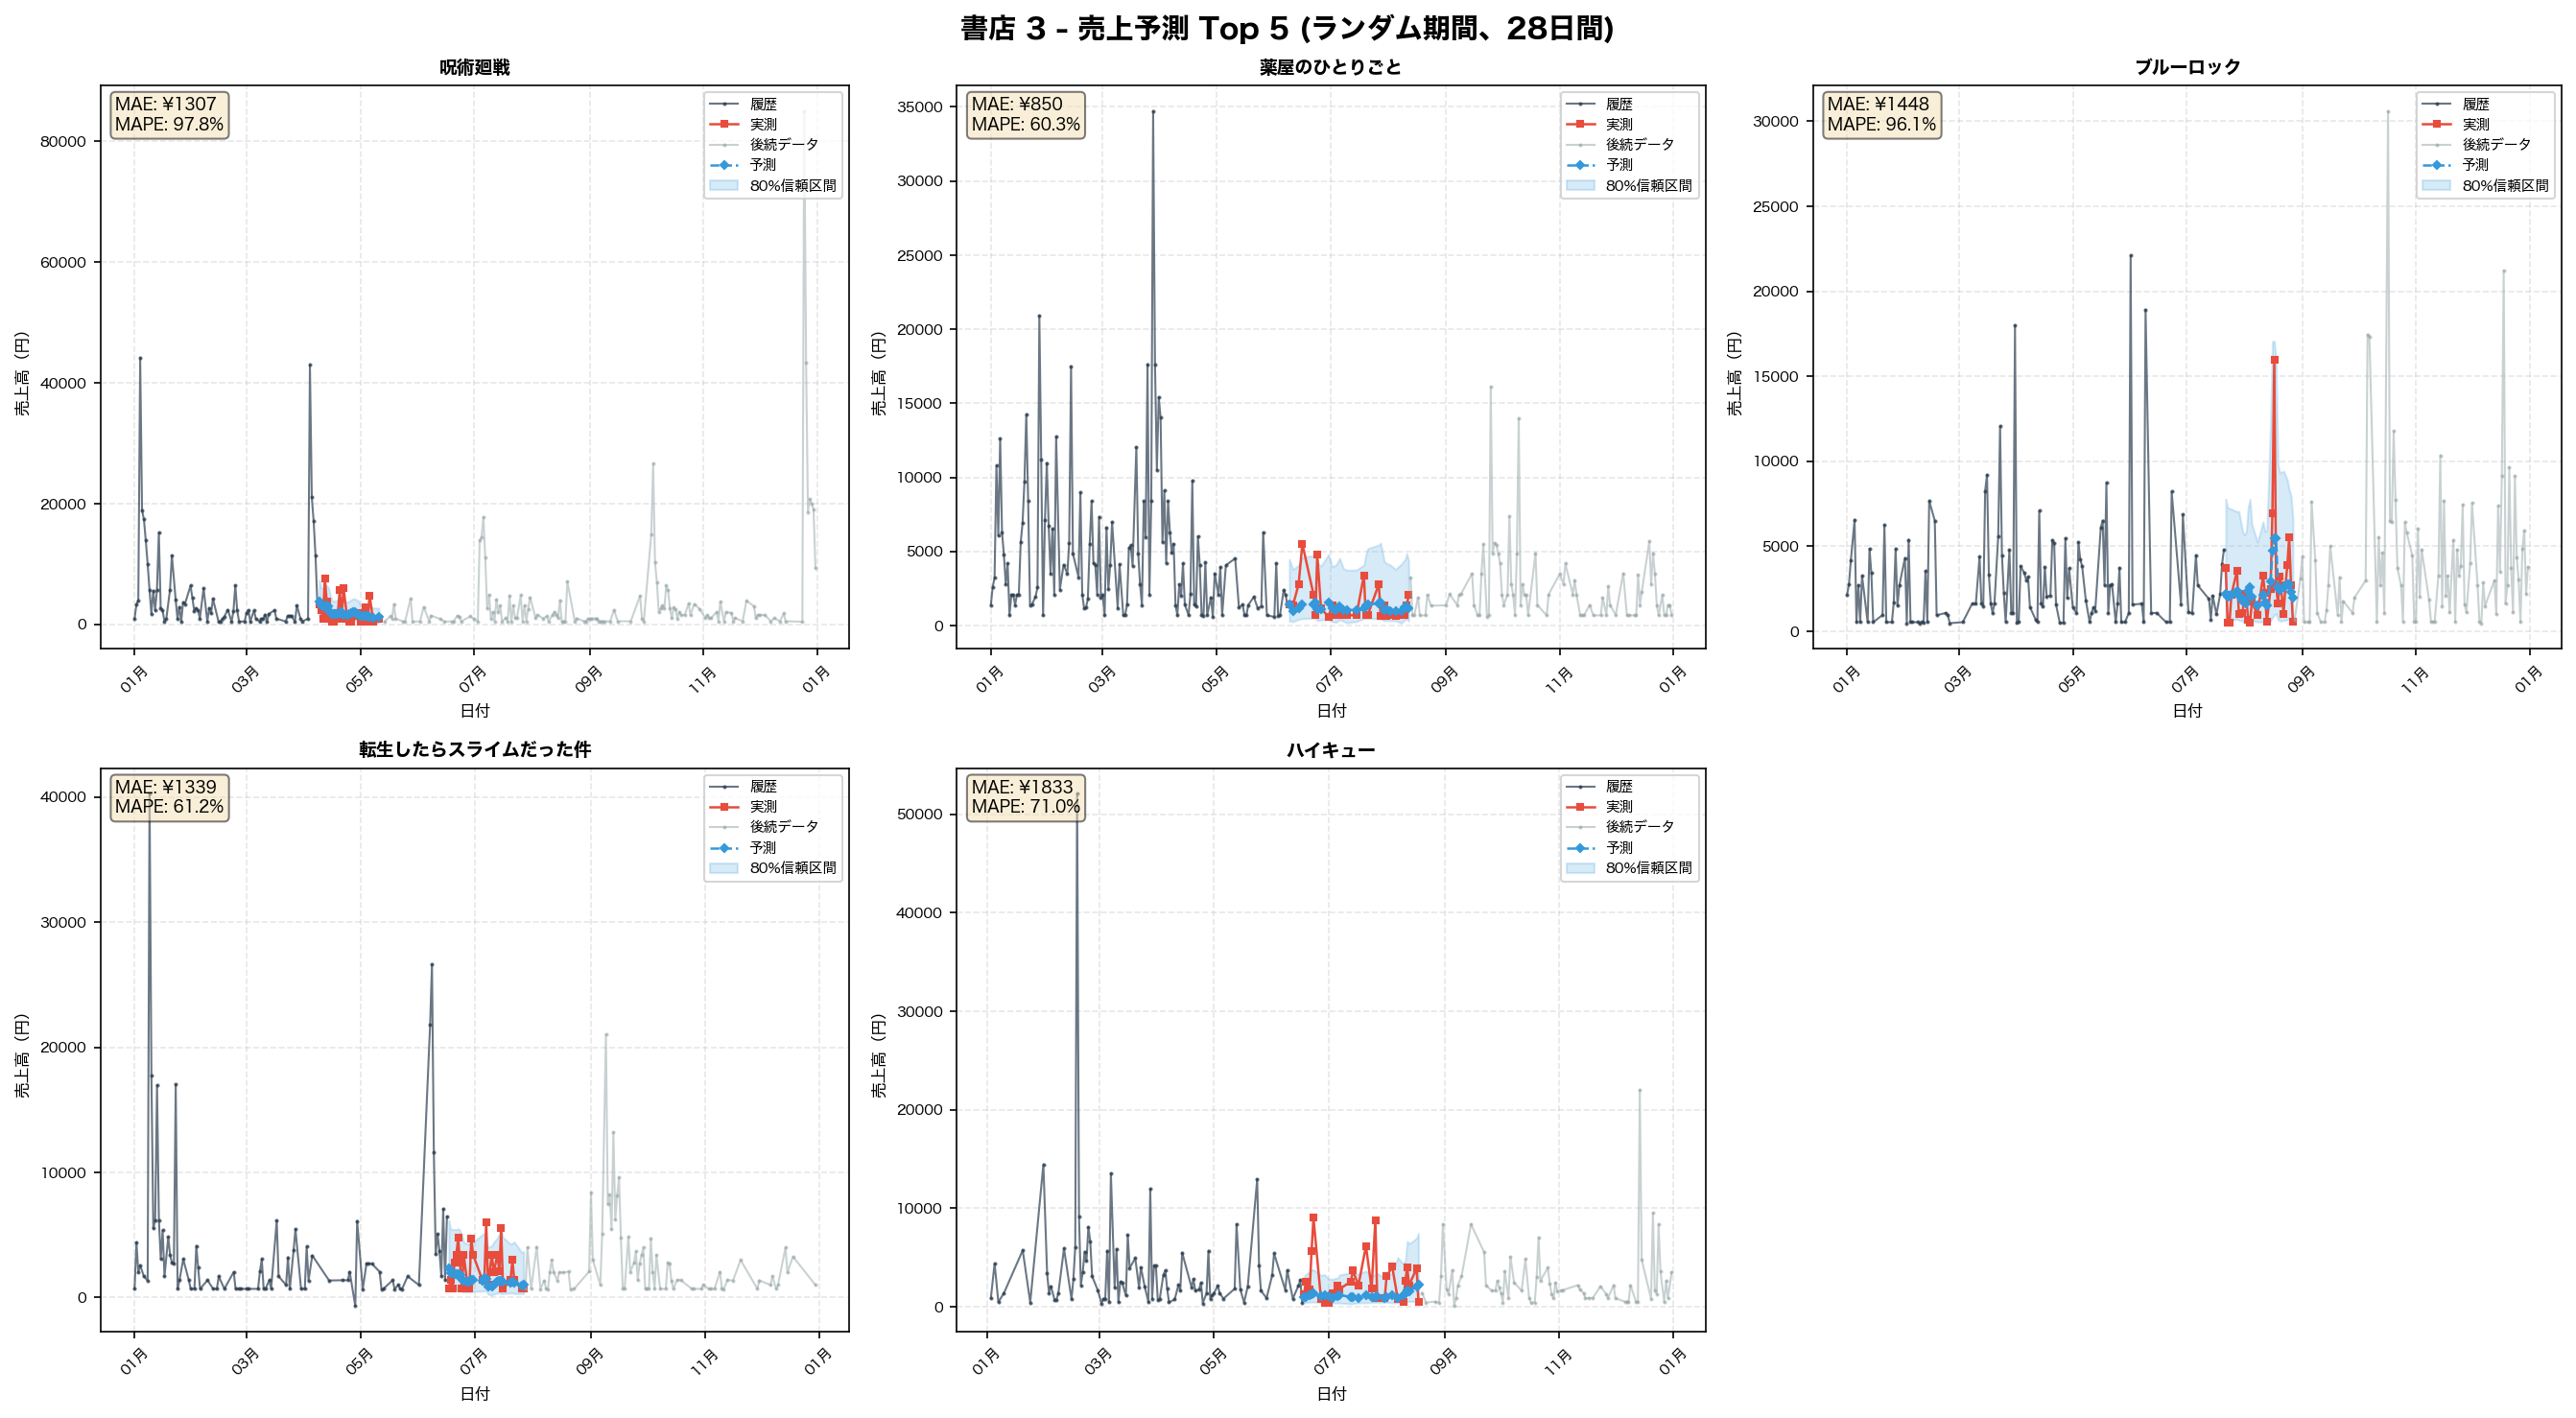 書店 3 - 売上予測 Top 5 (ランダム期間、28日間)
呪術廻戦
MAE: ¥1307
MAPE: 97.8%
履歴
実測
後続データ
予測
80%信頼区間
80000
60000
40000
20000
0
売上高（円）
01月
03月
05月
07月
09月
11月
01月
日付
薬屋のひとりごと
MAE: ¥850
MAPE: 60.3%
履歴
実測
後続データ
予測
80%信頼区間
35000
30000
25000
20000
15000
10000
5000
0
売上高（円）
01月
03月
05月
07月
09月
11月
01月
日付
ブルーロック
MAE: ¥1448
MAPE: 96.1%
履歴
実測
後続データ
予測
80%信頼区間
30000
25000
20000
15000
10000
5000
0
売上高（円）
01月
03月
05月
07月
09月
11月
01月
日付
転生したらスライムだった件
MAE: ¥1339
MAPE: 61.2%
履歴
実測
後続データ
予測
80%信頼区間
40000
30000
20000
10000
0
売上高（円）
01月
03月
05月
07月
09月
11月
01月
日付
ハイキュー
MAE: ¥1833
MAPE: 71.0%
履歴
実測
後続データ
予測
80%信頼区間
50000
40000
30000
20000
10000
0
売上高（円）
01月
03月
05月
07月
09月
11月
01月
日付